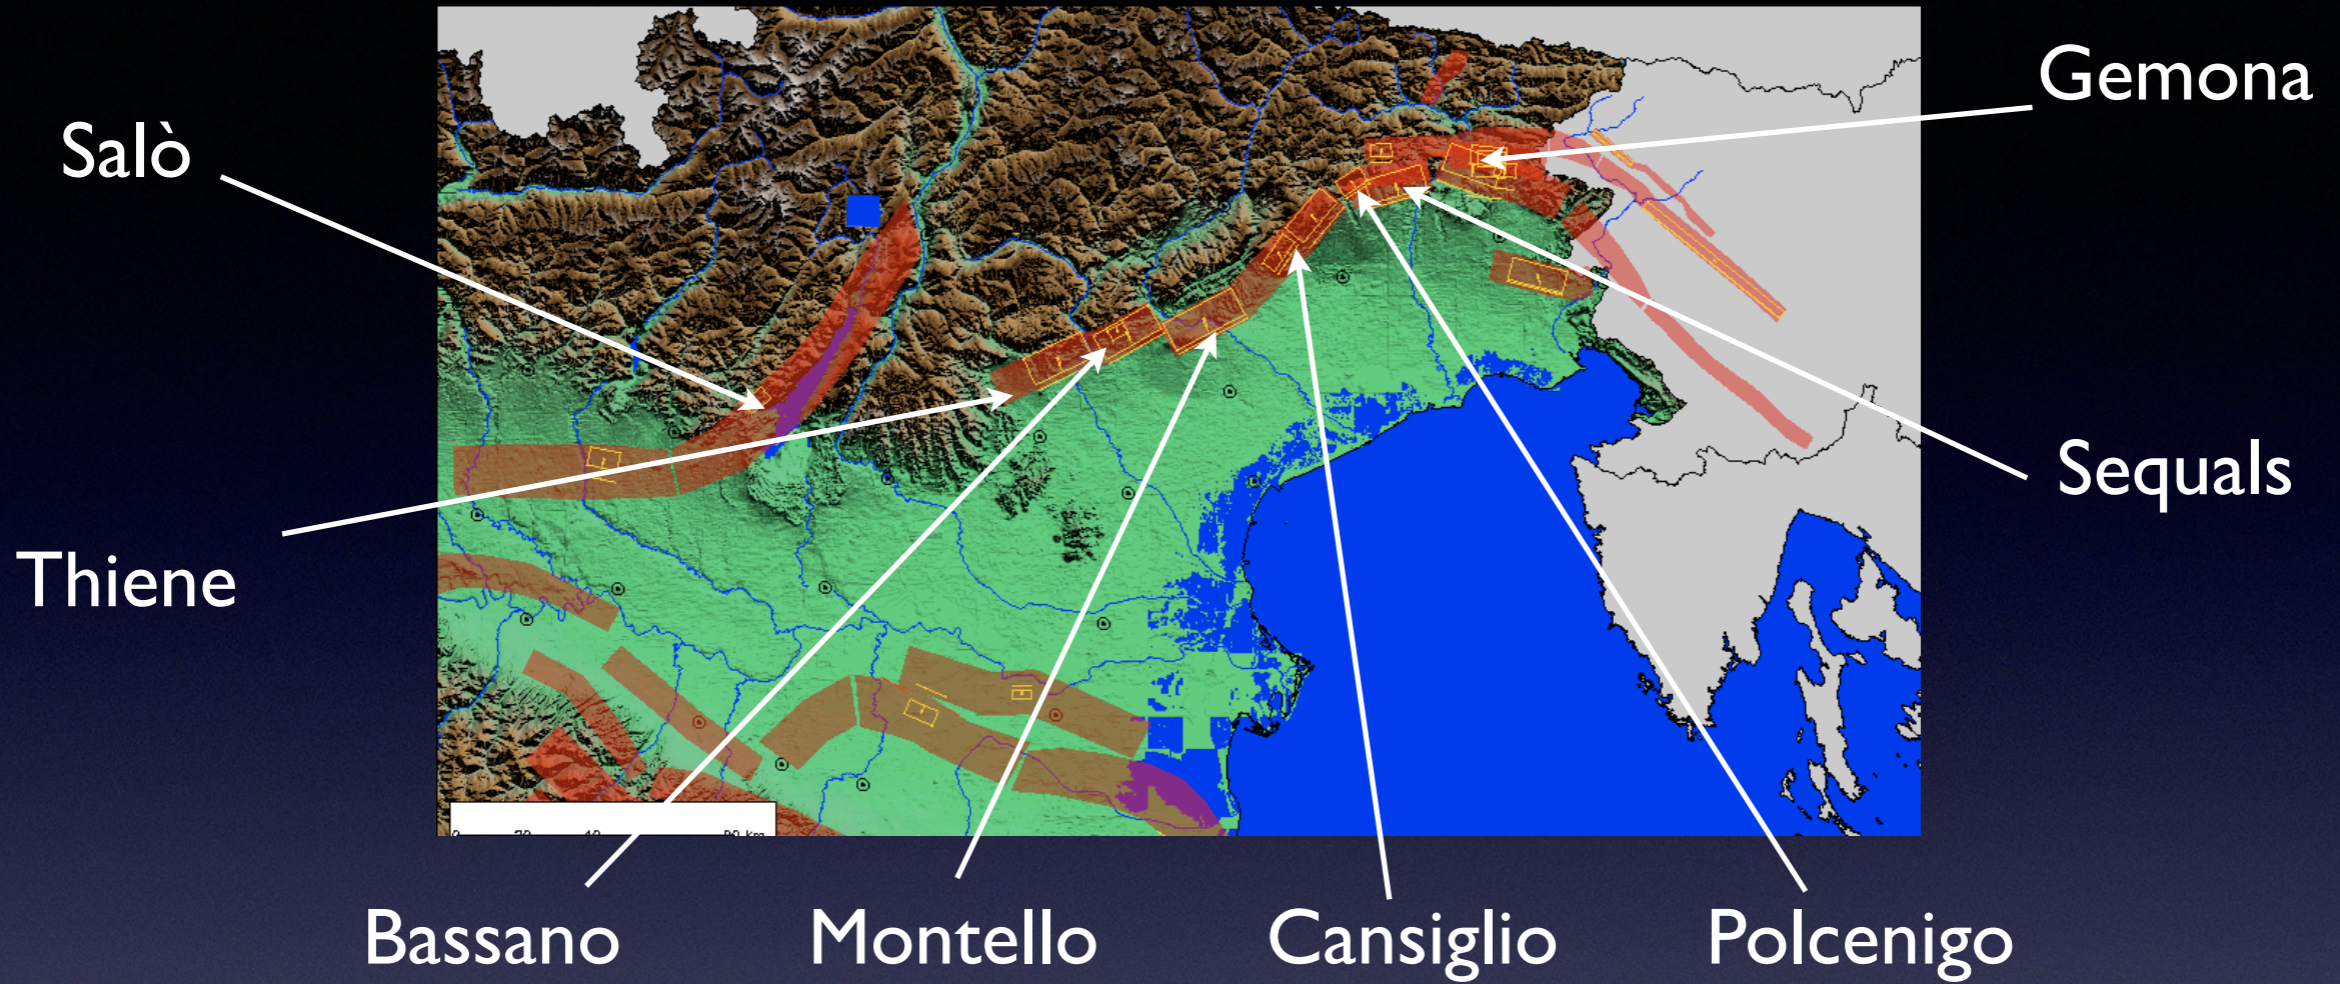 Gemona
Salò
Sequals
Thiene
Bassano
Montello
Cansiglio
Polcenigo